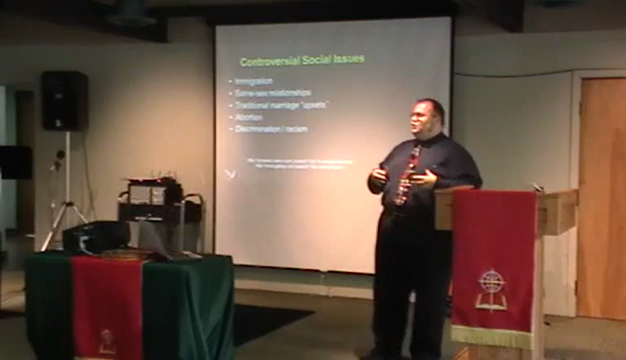 Controversial Social Issues
• Immigration
• Same-sex relationships
• Traditional marriage "upsets"
• Abortion
• Discrimination / racism